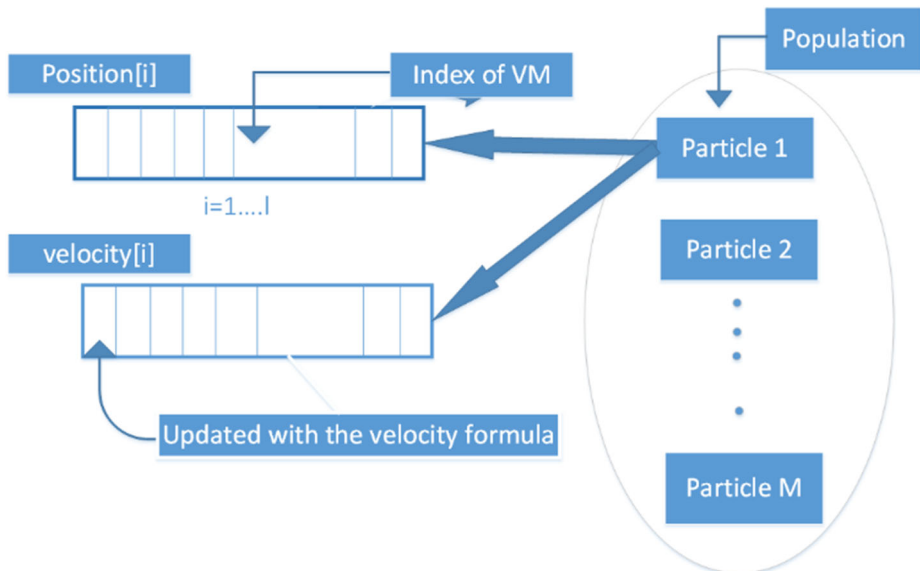 Population
Position[i]
Index of VM
Particle 1
i=1....I
velocity[i]
Particle 2
Updated with the velocity formula
Particle M